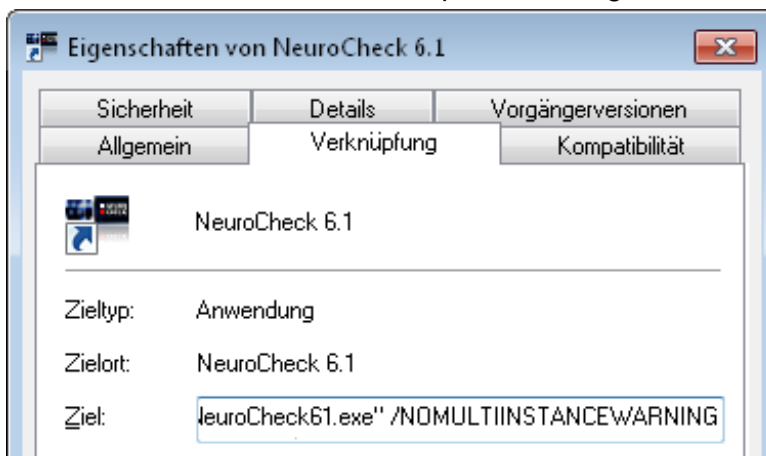 Eigenschaften von NeuroCheck 6.1
Sicherheit Details Vorgängerversionen
Allgemein Verknüpfung Kompatibilität
NeuroCheck 6.1
Zieltyp: Anwendung
Zielort: NeuroCheck 6.1
Ziel: NeuroCheck61.exe" /NOMULTIINSTANCEWARNING